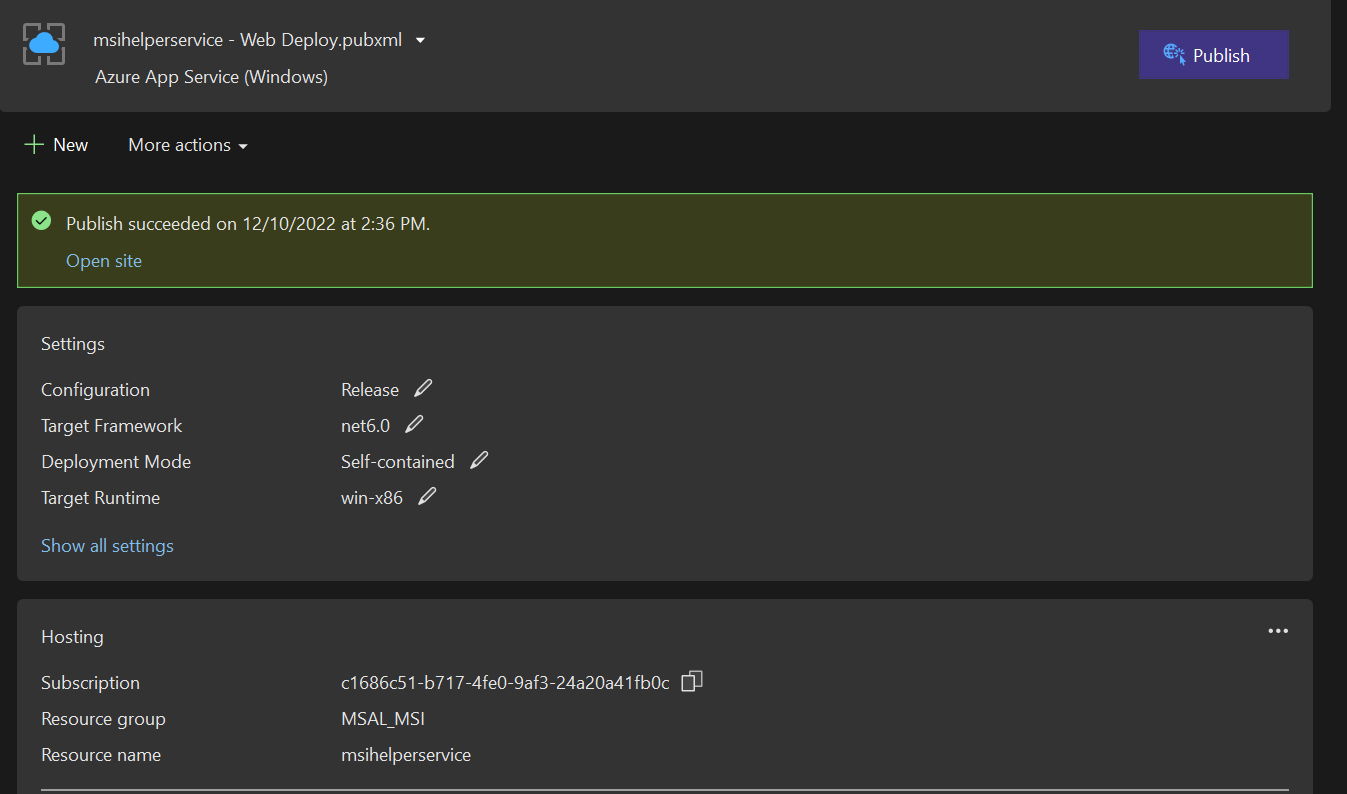 msihelperservice - Web Deploy.pubxml
Azure App Service (Windows)
Publish
New
More actions
Publish succeeded on 12/10/2022 at 2:36 PM.
Open site
Settings
Configuration Release
Target Framework net6.0
Deployment Mode Self-contained
Target Runtime win-x86
Show all settings
Hosting
Subscription c1686c51-b717-4fe0-9af3-24a20a41fb0c
Resource group MSAL_MSI
Resource name msihelperservice